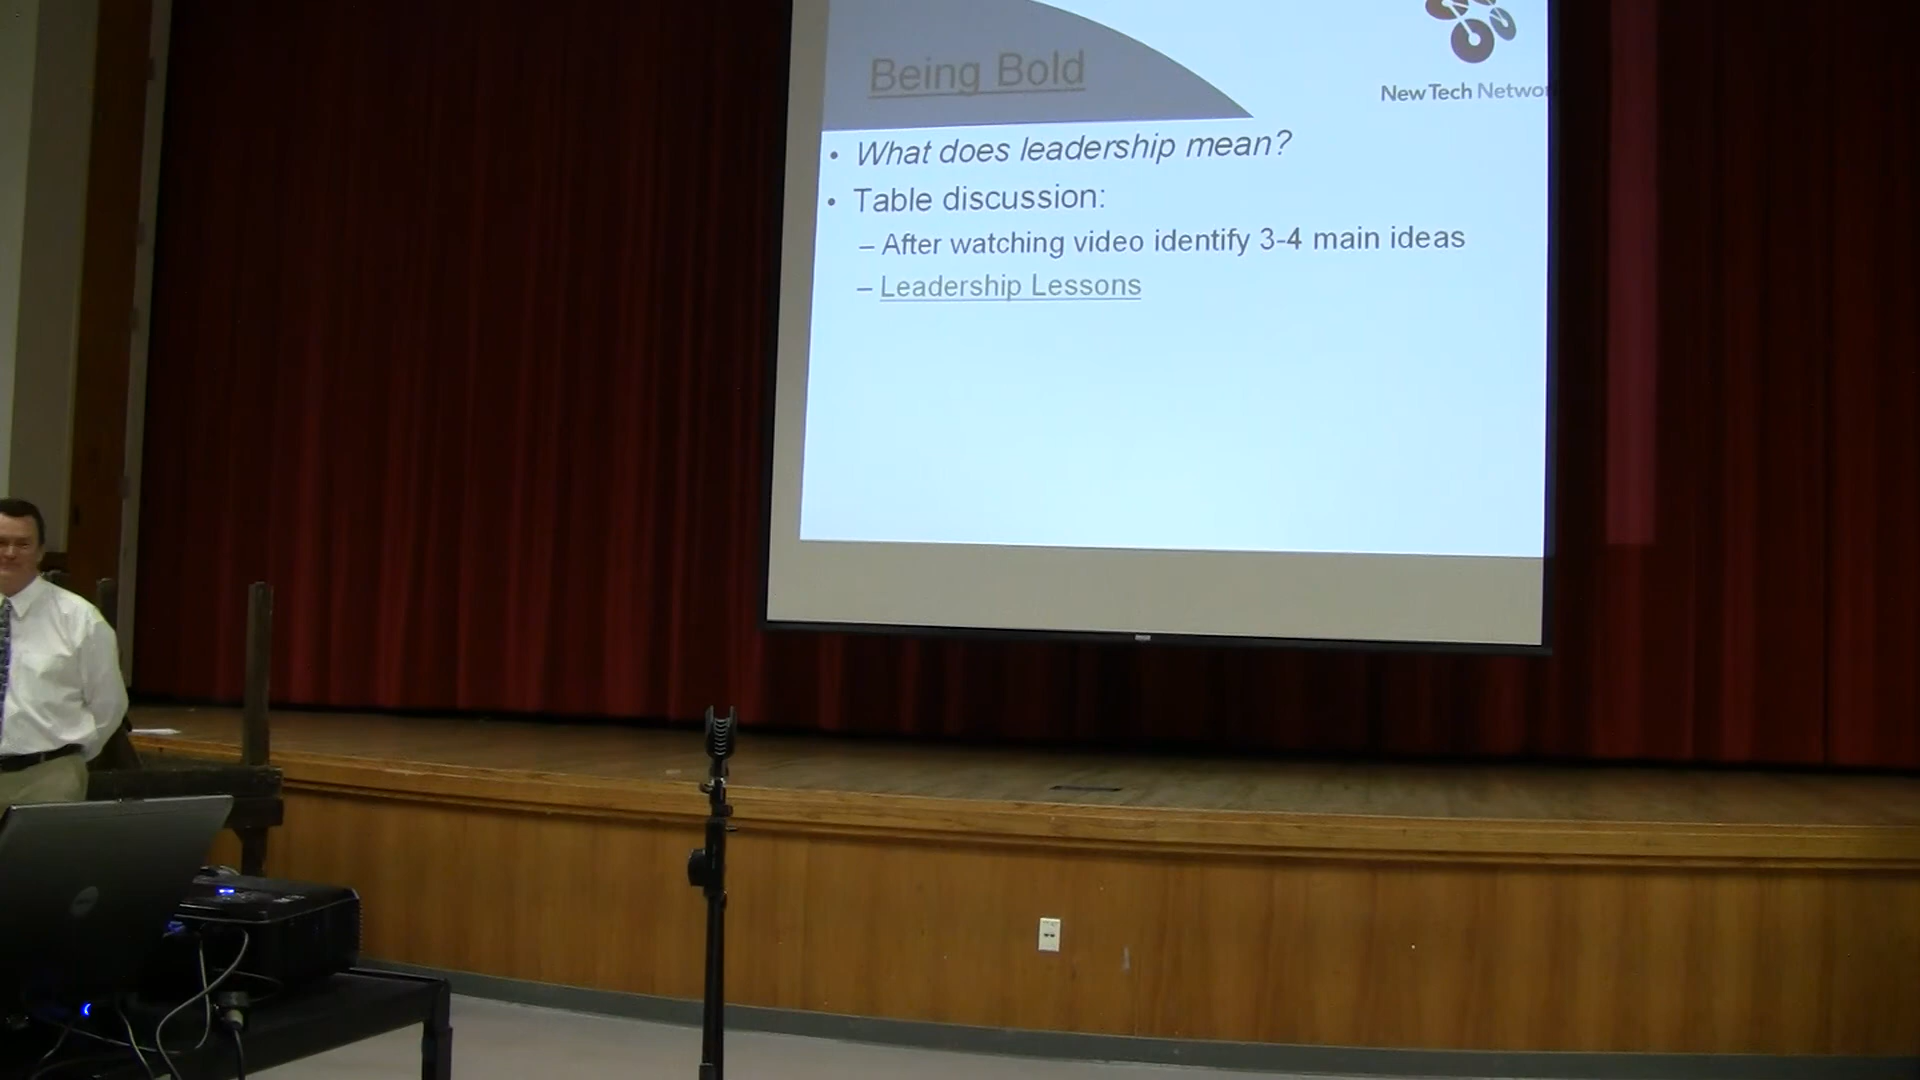 Being Bold
New Tech Networ
• What does leadership mean?
• Table discussion:
– After watching video identify 3-4 main ideas
– Leadership Lessons